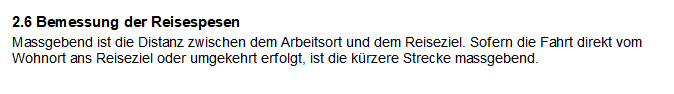 2.6 Bemessung der Reisespesen
Massgebend ist die Distanz zwischen dem Arbeitsort und dem Reiseziel. Sofern die Fahrt direkt vom
Wohnort ans Reiseziel oder umgekehrt erfolgt, ist die kürzere Strecke massgebend.